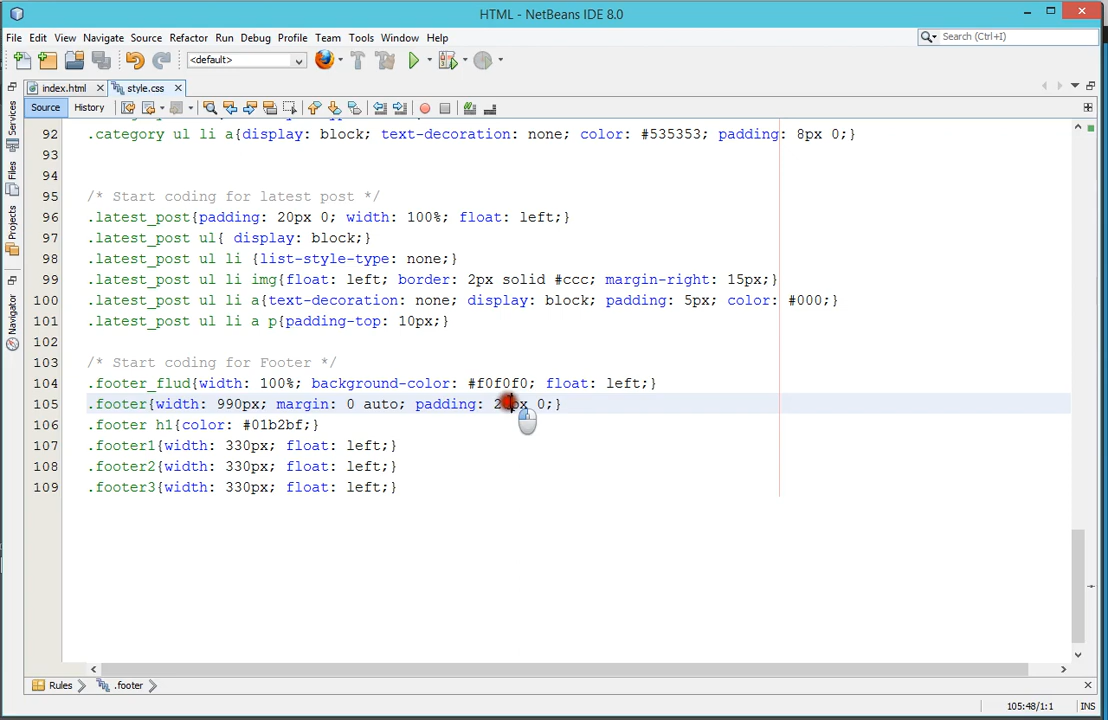 HTML - NetBeans IDE 8.0
File Edit View Navigate Source Refactor Run Debug Profile Team Tools Window Help
Search (Ctrl+I)
<default>
index.html style.css
Source History
Services
Files
Projects
Navigator
92 .category ul li a{display: block; text-decoration: none; color: #535353; padding: 8px 0;}
93
94
95 /* Start coding for latest post */
96 .latest_post{padding: 20px 0; width: 100%; float: left;}
97 .latest_post ul{ display: block;}
98 .latest_post ul li {list-style-type: none;}
99 .latest_post ul li img{float: left; border: 2px solid #ccc; margin-right: 15px;}
100 .latest_post ul li a{text-decoration: none; display: block; padding: 5px; color: #000;}
101 .latest_post ul li a p{padding-top: 10px;}
102
103 /* Start coding for Footer */
104 .footer_flud{width: 100%; background-color: #f0f0f0; float: left;}
105 .footer{width: 990px; margin: 0 auto; padding: 0;}
106 .footer h1{color: #01b2bf;}
107 .footer1{width: 330px; float: left;}
108 .footer2{width: 330px; float: left;}
109 .footer3{width: 330px; float: left;}
Rules .footer
105:48/1:1 INS